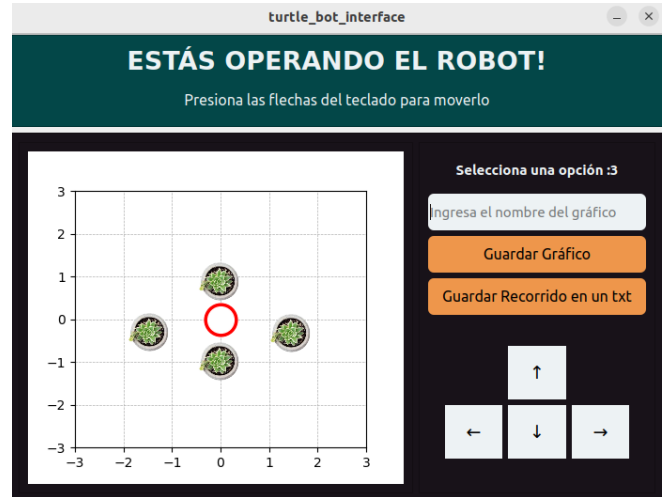 turtle_bot_interface
ESTÁS OPERANDO EL ROBOT!
Presiona las flechas del teclado para moverlo
Selecciona una opción :3
Ingresa el nombre del gráfico
Guardar Gráfico
Guardar Recorrido en un txt
↑
← ↓ →
3
2
1
0
−1
−2
−3
−3 −2 −1 0 1 2 3